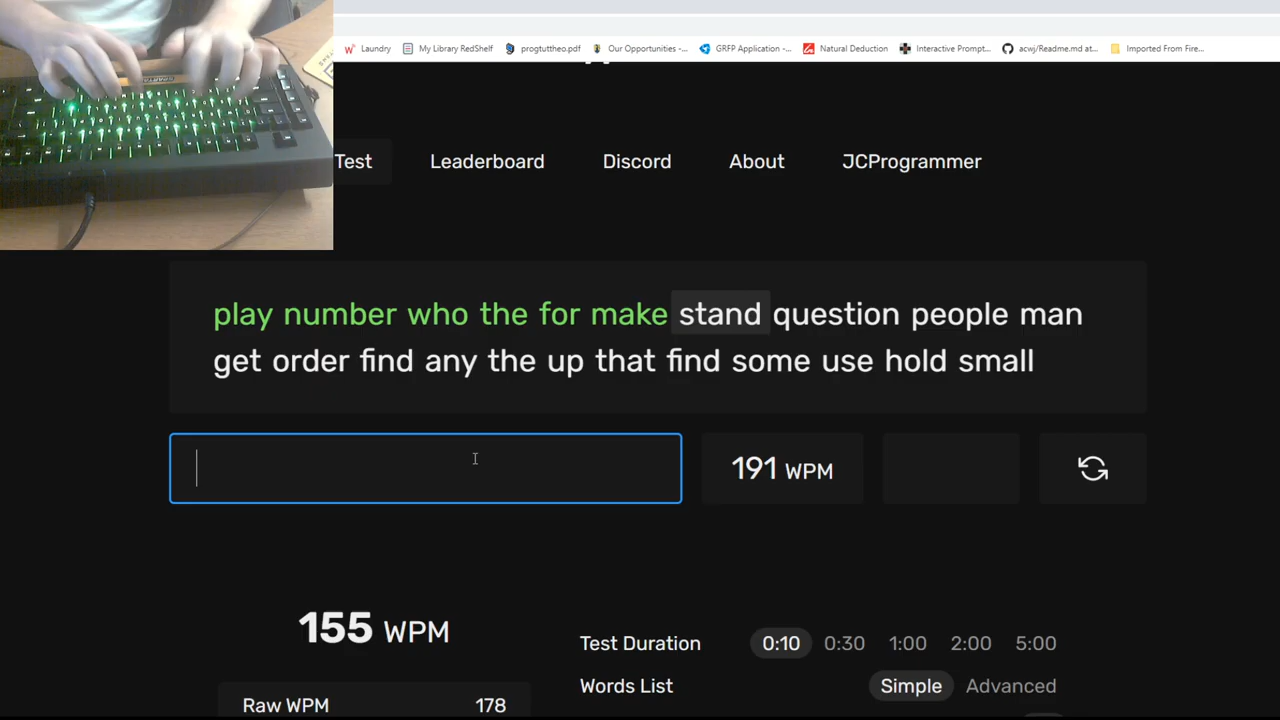 Laundry My Library RedShelf progtuttheo.pdf Our Opportunities -... GRFP Application -... Natural Deduction Interactive Prompt... acwj/Readme.md at... Imported From Fire...
Test Leaderboard Discord About JCProgrammer
play number who the for make stand question people man
get order find any the up that find some use hold small
191 WPM
155 WPM
Raw WPM 178
Test Duration 0:10 0:30 1:00 2:00 5:00
Words List Simple Advanced